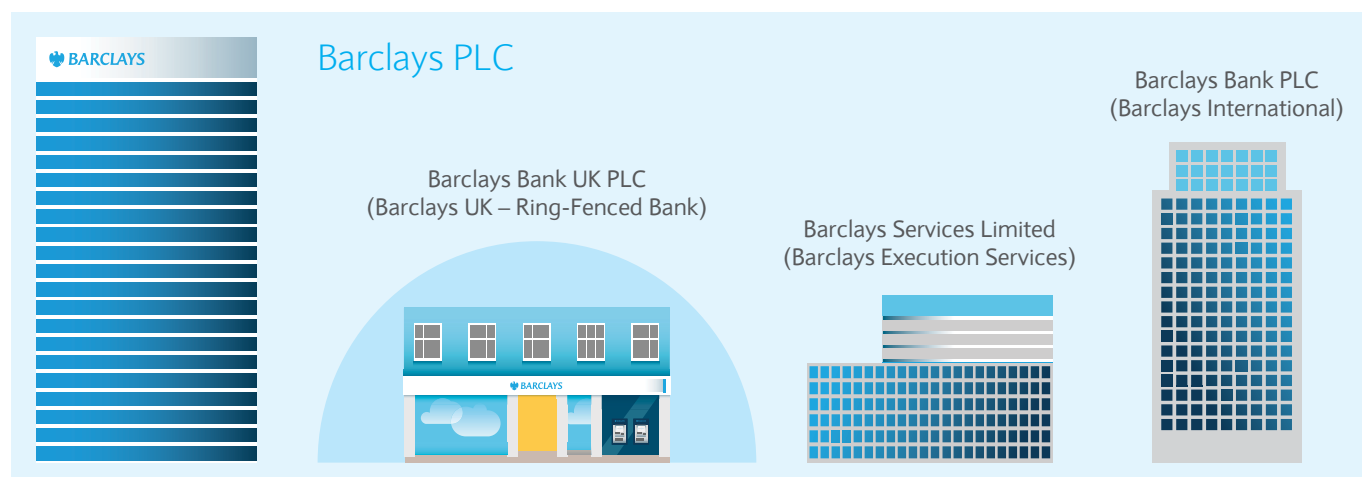 BARCLAYS
Barclays PLC
Barclays Bank PLC
(Barclays International)
Barclays Bank UK PLC
(Barclays UK – Ring-Fenced Bank)
Barclays Services Limited
(Barclays Execution Services)
BARCLAYS